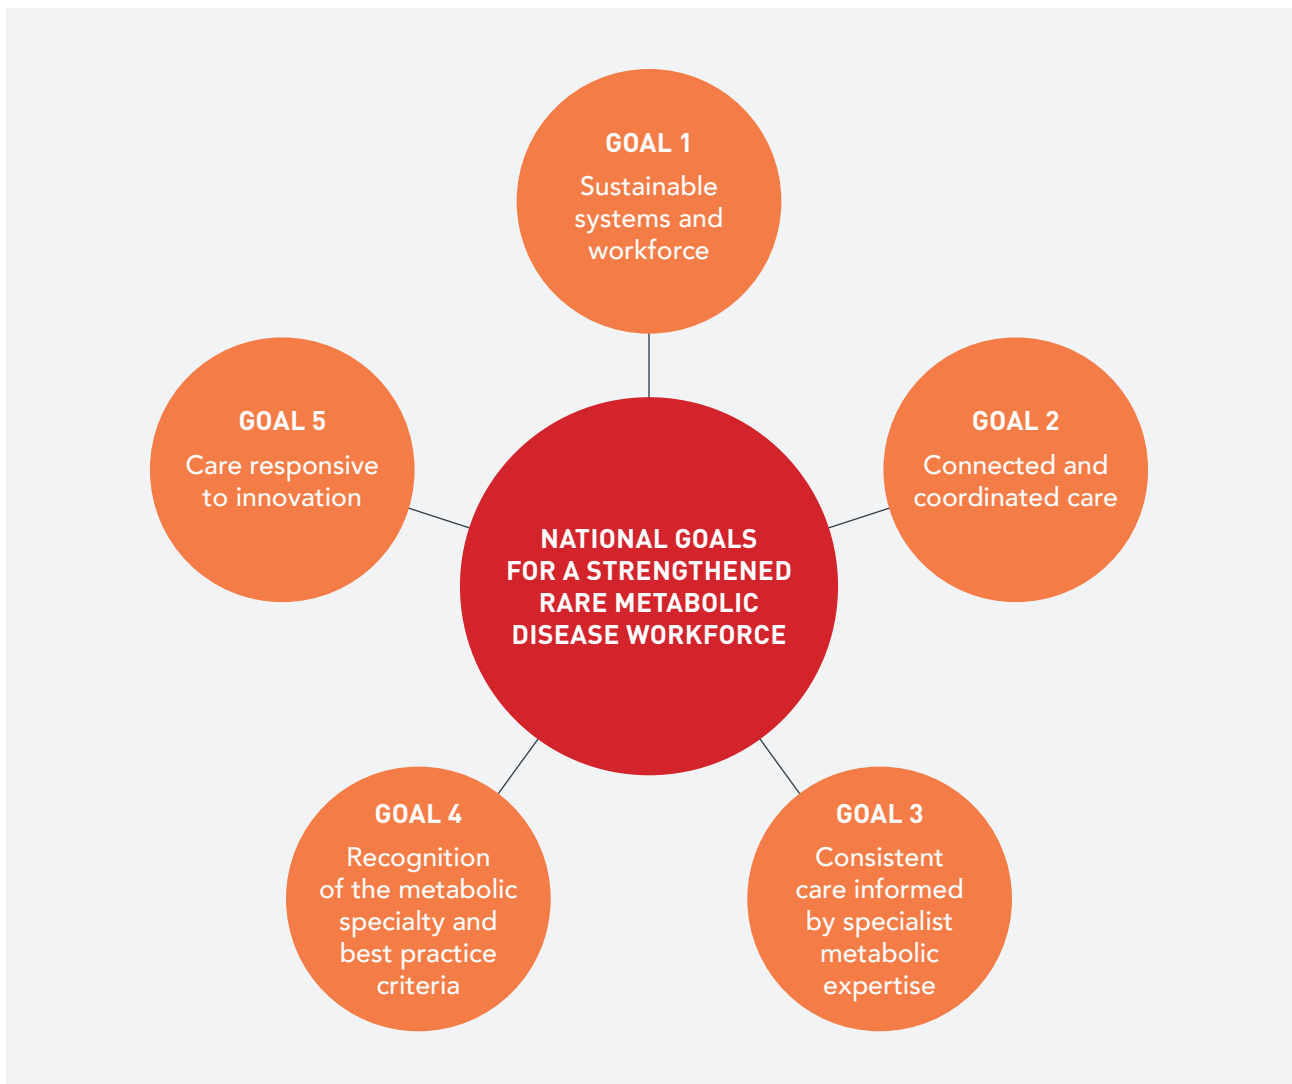 GOAL 1
Sustainable
systems and
workforce
GOAL 5
Care responsive
to innovation
GOAL 2
Connected and
coordinated care
NATIONAL GOALS
FOR A STRENGTHENED
RARE METABOLIC
DISEASE WORKFORCE
GOAL 4
Recognition
of the metabolic
specialty and
best practice
criteria
GOAL 3
Consistent
care informed
by specialist
metabolic
expertise